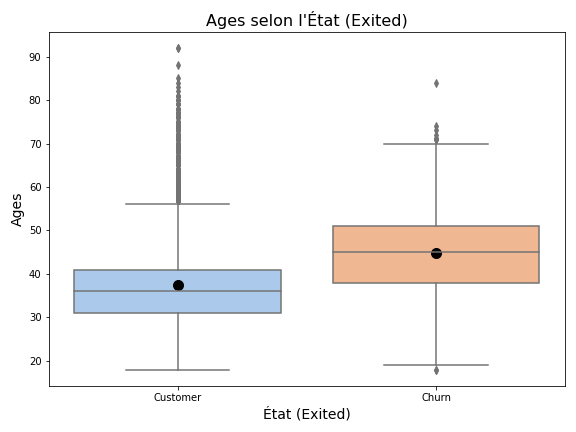 Ages selon l'État (Exited)
90
80
70
60
50
40
30
20
Ages
Customer
Churn
État (Exited)